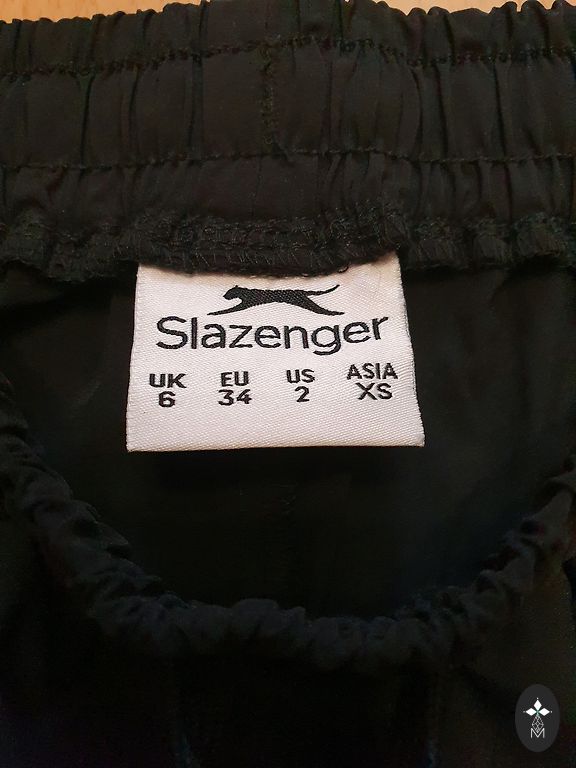 Slazenger
UK EU US ASIA
6 34 2 XS
M